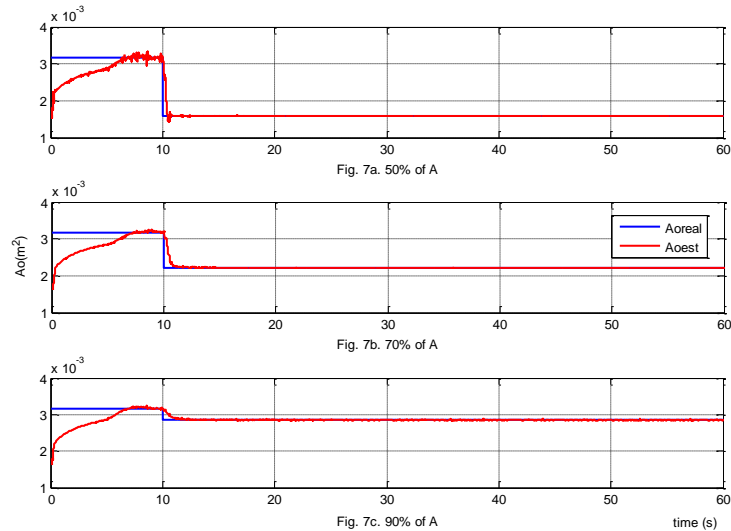 x 10⁻³
4
3
2
1
0 10 20 30 40 50 60
Fig. 7a. 50% of A
x 10⁻³
4
3
2
1
Ao(m²)
Aoreal
Aoest
0 10 20 30 40 50 60
Fig. 7b. 70% of A
x 10⁻³
4
3
2
1
0 10 20 30 40 50 60
Fig. 7c. 90% of A
time (s)